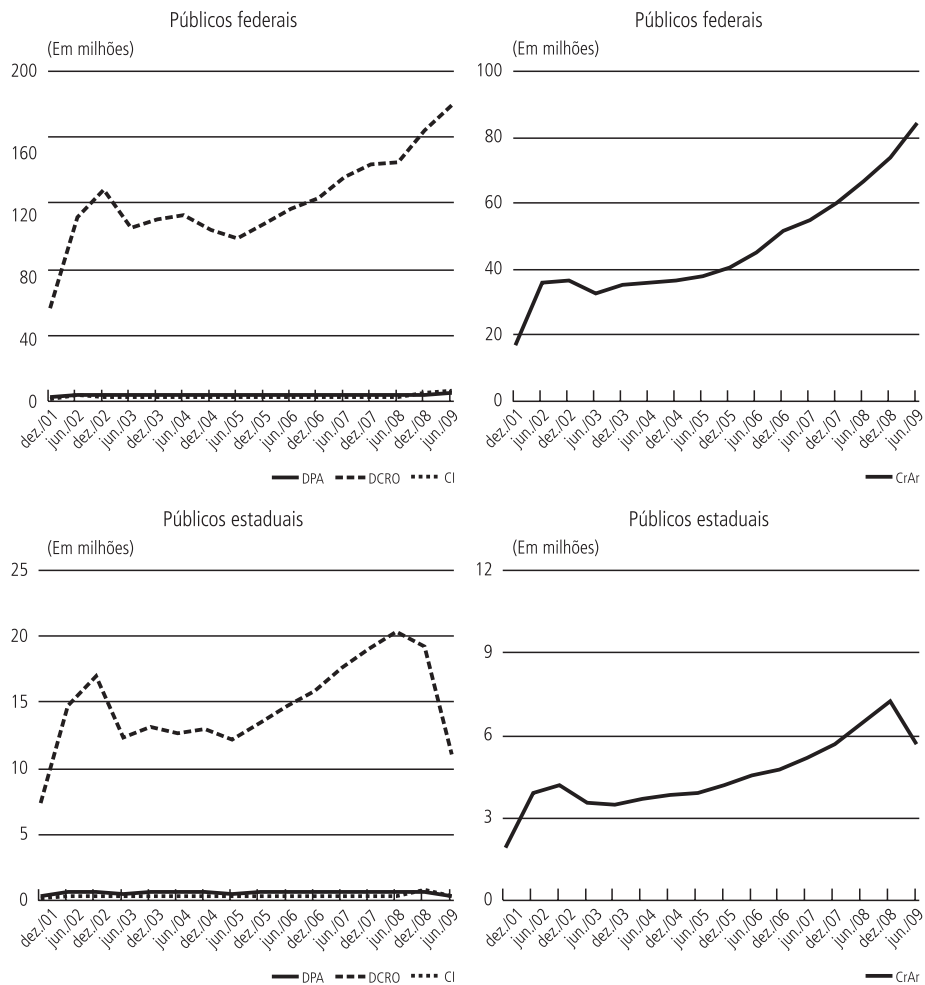 Públicos federais
(Em milhões)
200
160
120
80
40
0
dez./01 jun./02 dez./02 jun./03 dez./03 jun./04 dez./04 jun./05 dez./05 jun./06 dez./06 jun./07 dez./07 jun./08 dez./08 jun./09
DPA DCRO CI
Públicos federais
(Em milhões)
100
80
60
40
20
0
dez./01 jun./02 dez./02 jun./03 dez./03 jun./04 dez./04 jun./05 dez./05 jun./06 dez./06 jun./07 dez./07 jun./08 dez./08 jun./09
CrAr
Públicos estaduais
(Em milhões)
25
20
15
10
5
0
dez./01 jun./02 dez./02 jun./03 dez./03 jun./04 dez./04 jun./05 dez./05 jun./06 dez./06 jun./07 dez./07 jun./08 dez./08 jun./09
DPA DCRO CI
Públicos estaduais
(Em milhões)
12
9
6
3
0
dez./01 jun./02 dez./02 jun./03 dez./03 jun./04 dez./04 jun./05 dez./05 jun./06 dez./06 jun./07 dez./07 jun./08 dez./08 jun./09
CrAr